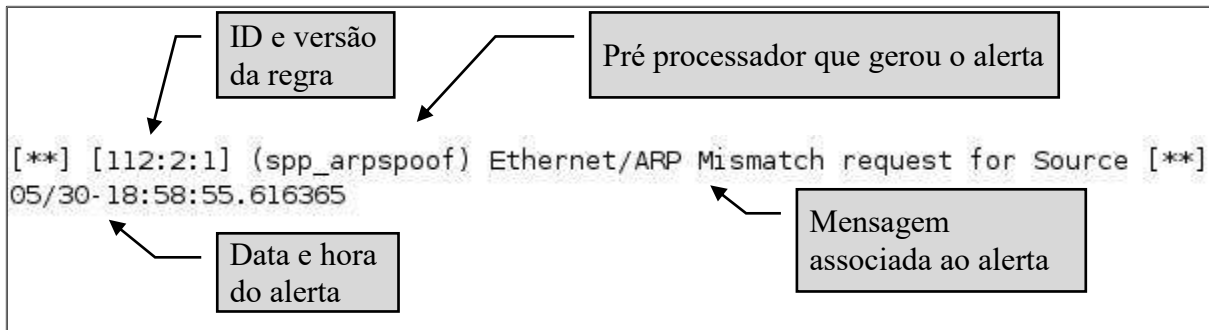 ID e versão
da regra
Pré processador que gerou o alerta
[**] [112:2:1] (spp_arpspoof) Ethernet/ARP Mismatch request for Source [**]
05/30-18:58:55.616365
Mensagem
associada ao alerta
Data e hora
do alerta